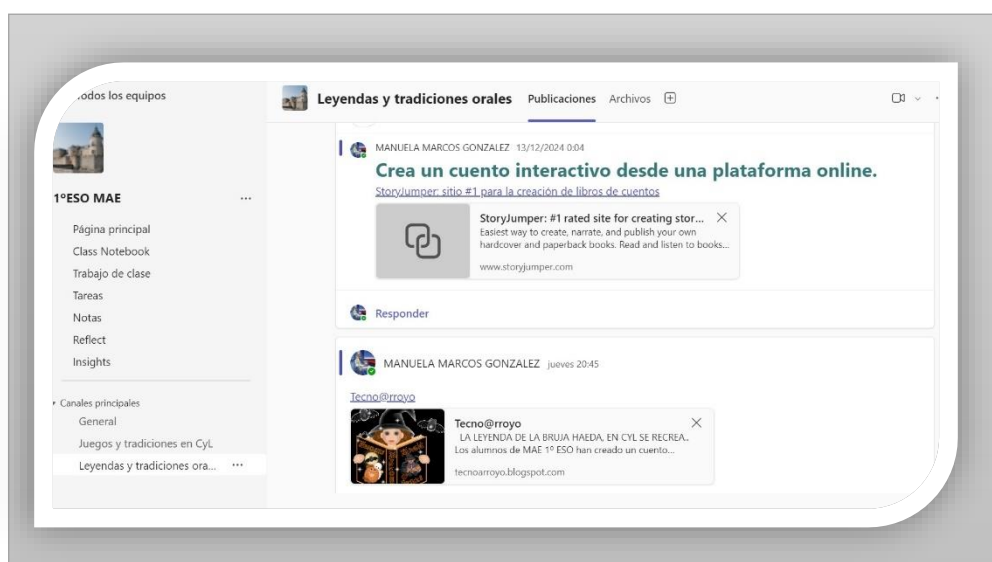 Todos los equipos
1ºESO MAE
Página principal
Class Notebook
Trabajo de clase
Tareas
Notas
Reflect
Insights
Canales principales
General
Juegos y tradiciones en CyL
Leyendas y tradiciones ora...
Leyendas y tradiciones orales Publicaciones Archivos
MANUELA MARCOS GONZALEZ 13/12/2024 0:04
Crea un cuento interactivo desde una plataforma online.
StoryJumper: sitio #1 para la creación de libros de cuentos
StoryJumper: #1 rated site for creating stor...
Easiest way to create, narrate, and publish your own
hardcover and paperback books. Read and listen to books...
www.storyjumper.com
Responder
MANUELA MARCOS GONZALEZ jueves 20:45
Tecno@rroyo
Tecno@rroyo
LA LEYENDA DE LA BRUJA HAEDA, EN CYL SE RECREA..
Los alumnos de MAE 1º ESO han creado un cuento...
tecnoarroyo.blogspot.com